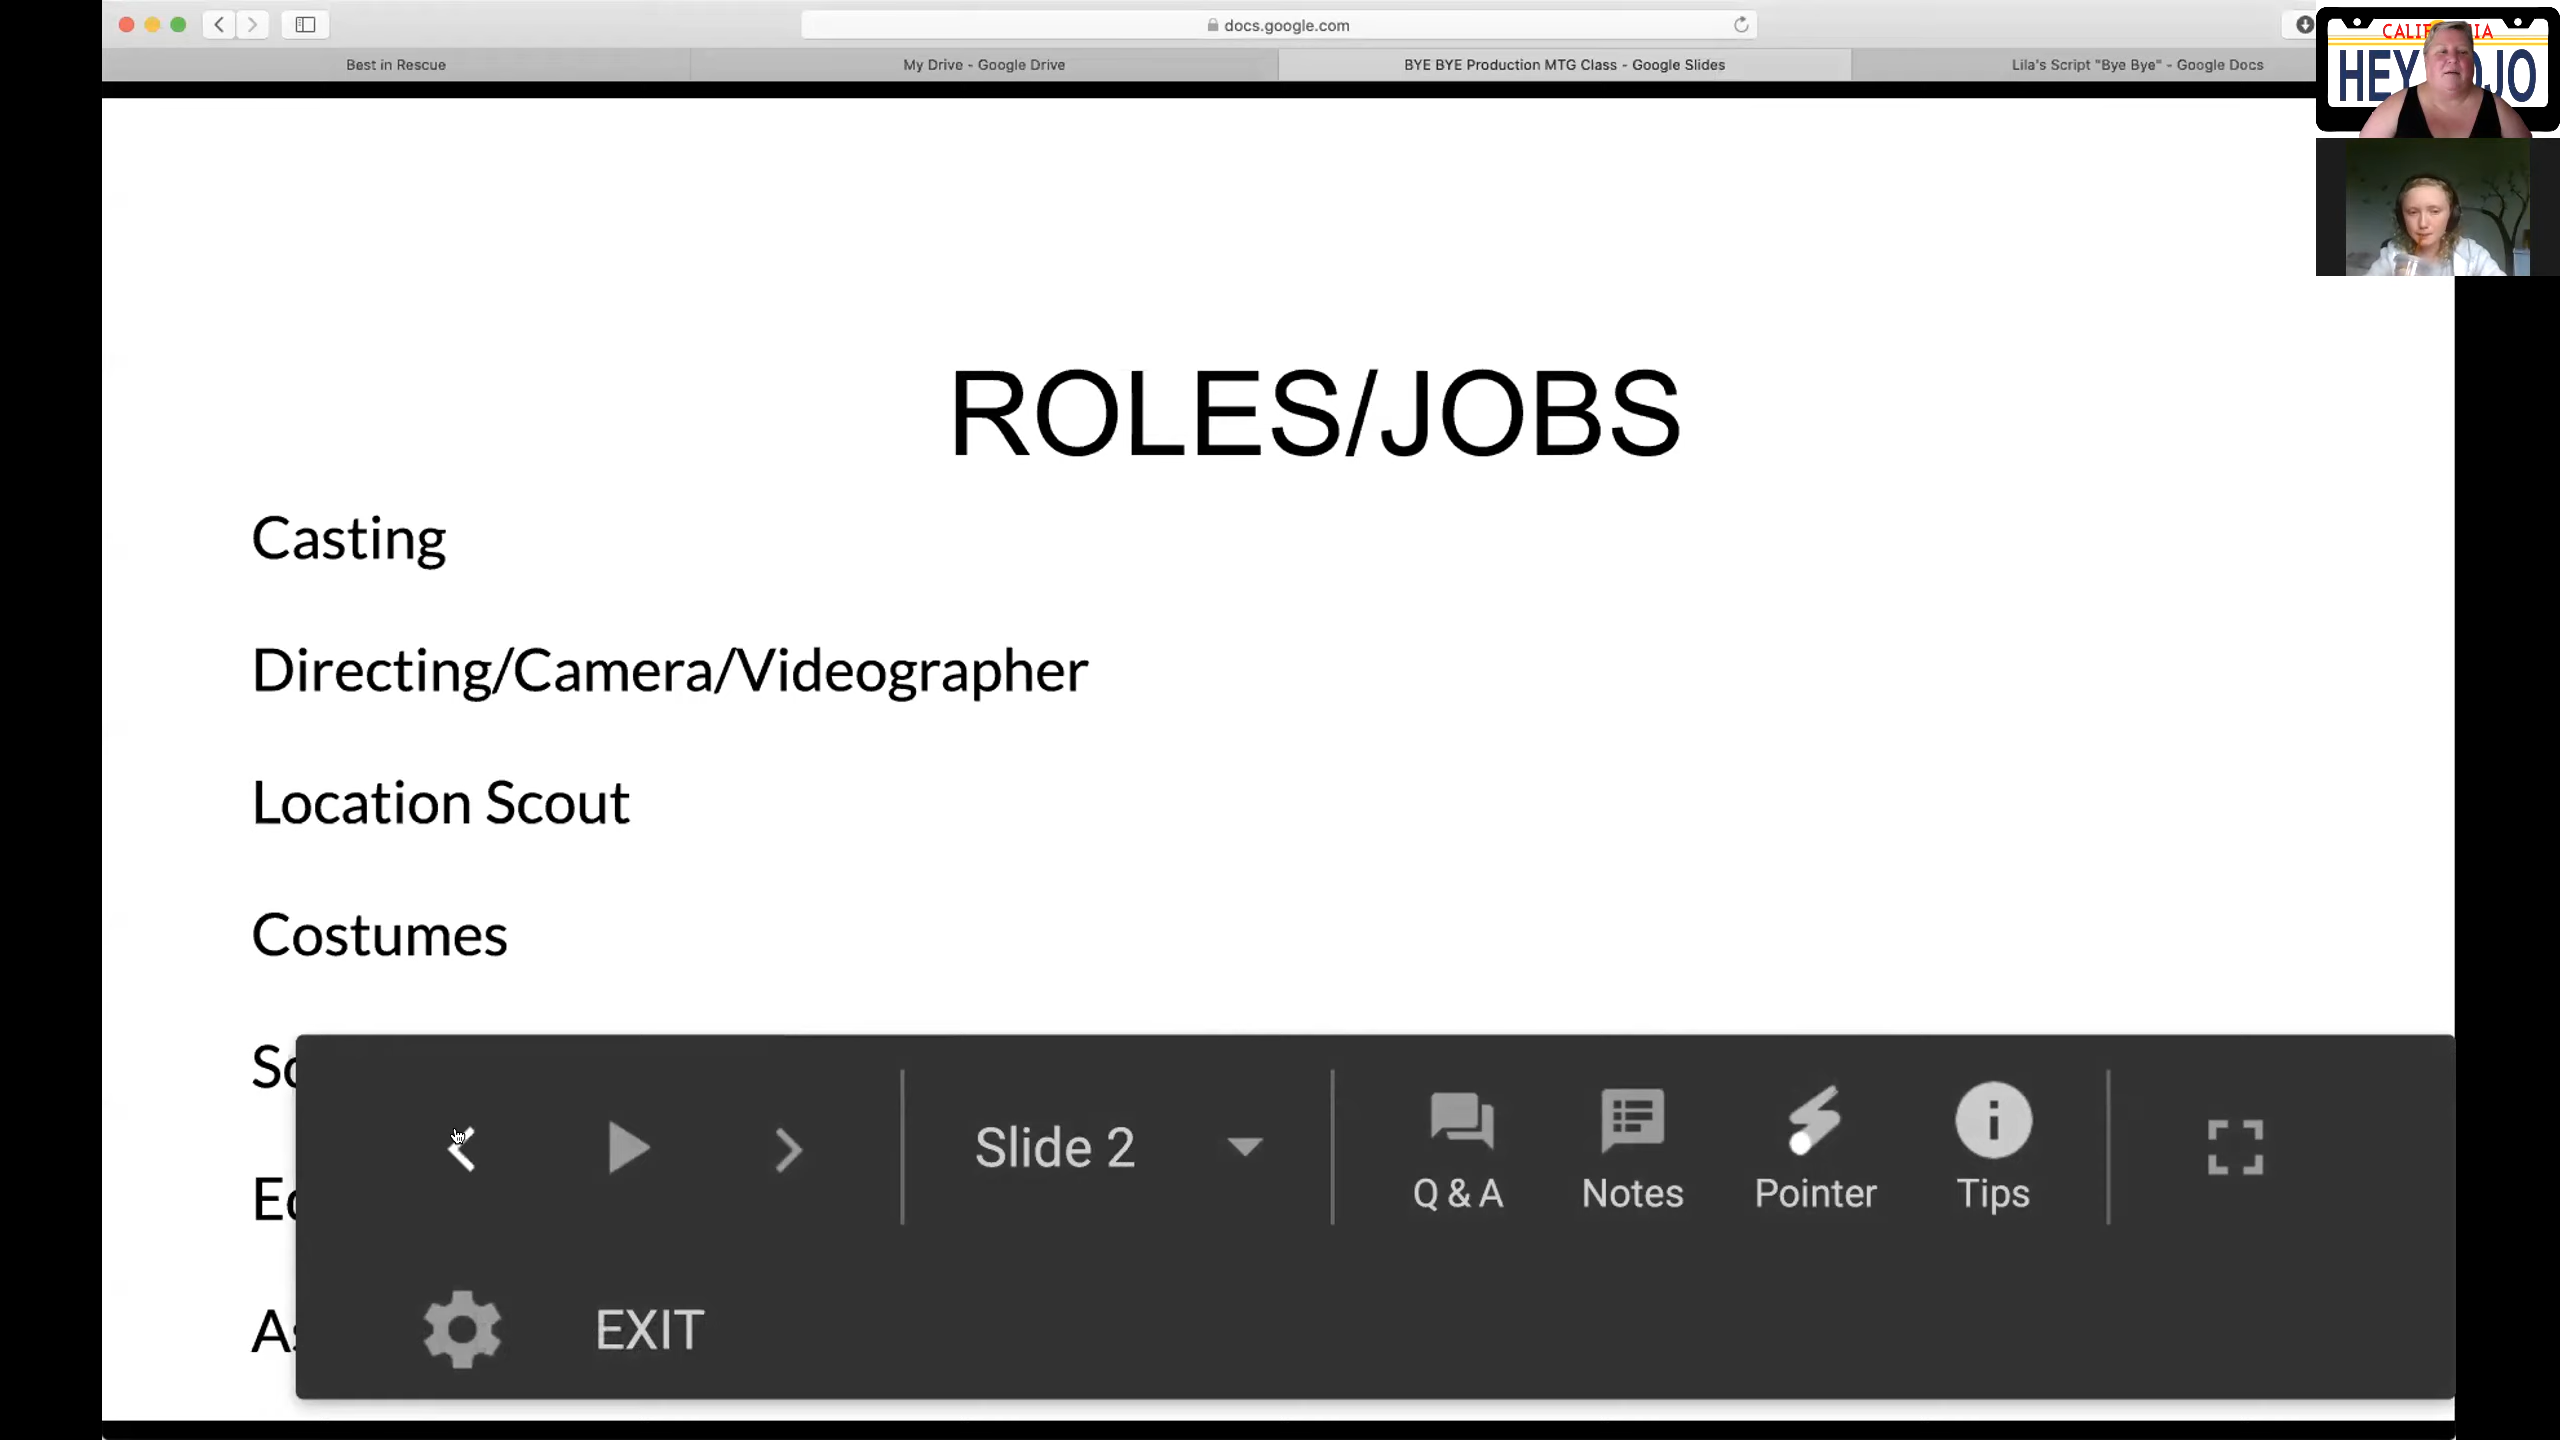 docs.google.com
Best in Rescue
My Drive - Google Drive
BYE BYE Production MTG Class - Google Slides
Lila's Script "Bye Bye" - Google Docs
ROLES/JOBS
Casting
Directing/Camera/Videographer
Location Scout
Costumes
Slide 2
Q & A
Notes
Pointer
Tips
EXIT